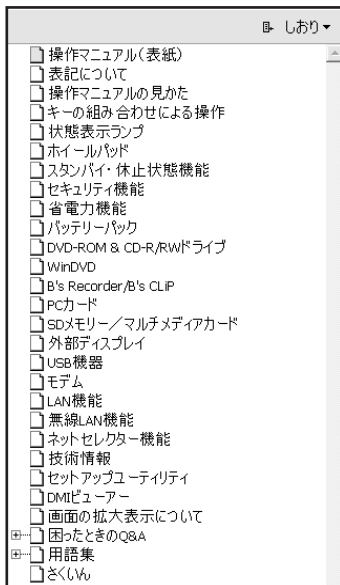 しおり
操作マニュアル(表紙)
表記について
操作マニュアルの見かた
キーの組み合わせによる操作
状態表示ランプ
ホイールパッド
スタンバイ・休止状態機能
セキュリティ機能
省電力機能
バッテリーパック
DVD-ROM & CD-R/RWドライブ
WinDVD
B's Recorder/B's CLiP
PCカード
SDメモリー/マルチメディアカード
外部ディスプレイ
USB機器
モデム
LAN機能
無線LAN機能
ネットセレクター機能
技術情報
セットアップユーティリティ
DMIビューアー
画面の拡大表示について
困ったときのQ&A
用語集
さくいん